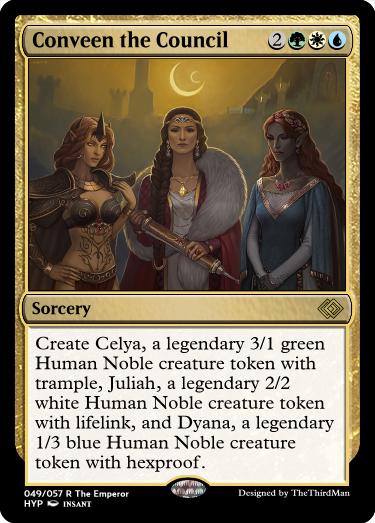 Conveen the Council 2
Sorcery
Create Celya, a legendary 3/1 green
Human Noble creature token with
trample, Juliah, a legendary 2/2
white Human Noble creature token
with lifelink, and Dyana, a legendary
1/3 blue Human Noble creature
token with hexproof.
049/057 R The Emperor
HYP INSANT
Designed by TheThirdMan